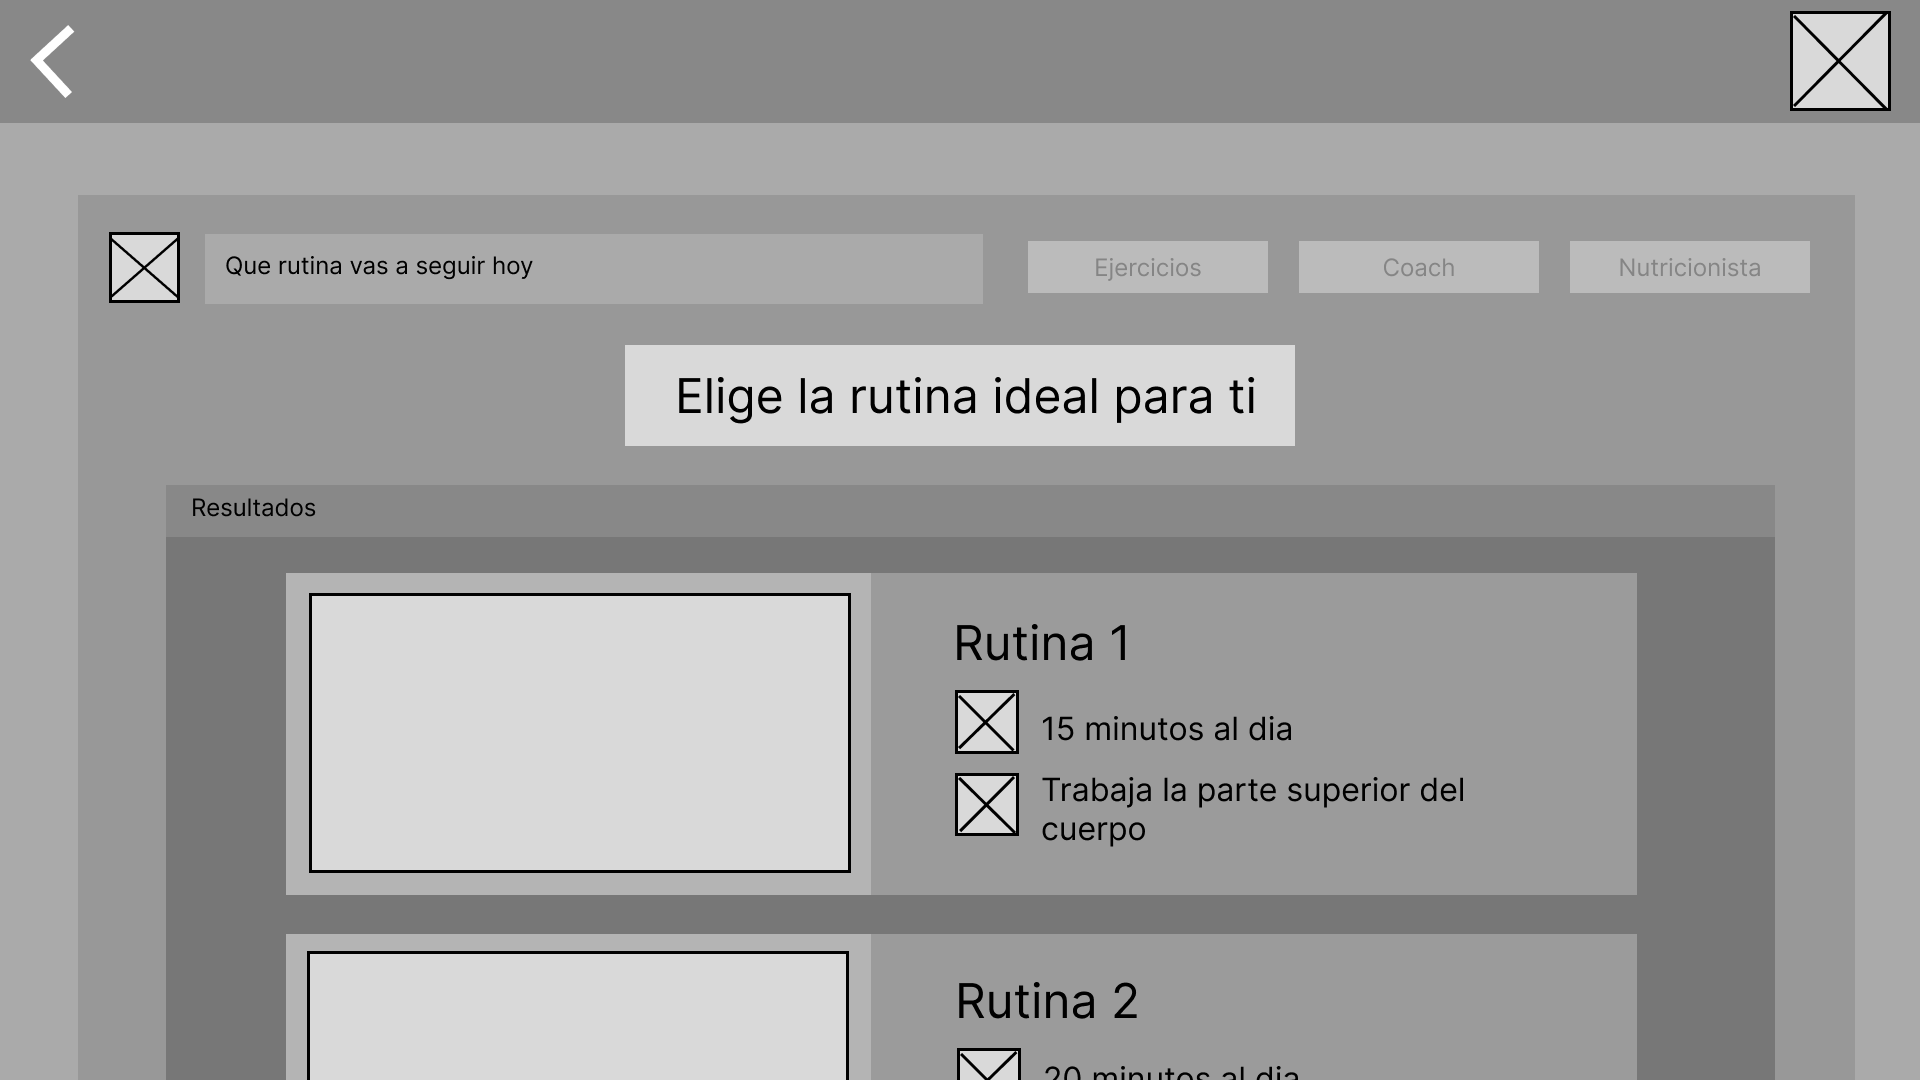 Que rutina vas a seguir hoy
Ejercicios
Coach
Nutricionista
Elige la rutina ideal para ti
Resultados
Rutina 1
15 minutos al dia
Trabaja la parte superior del
cuerpo
Rutina 2
20 minutos al dia